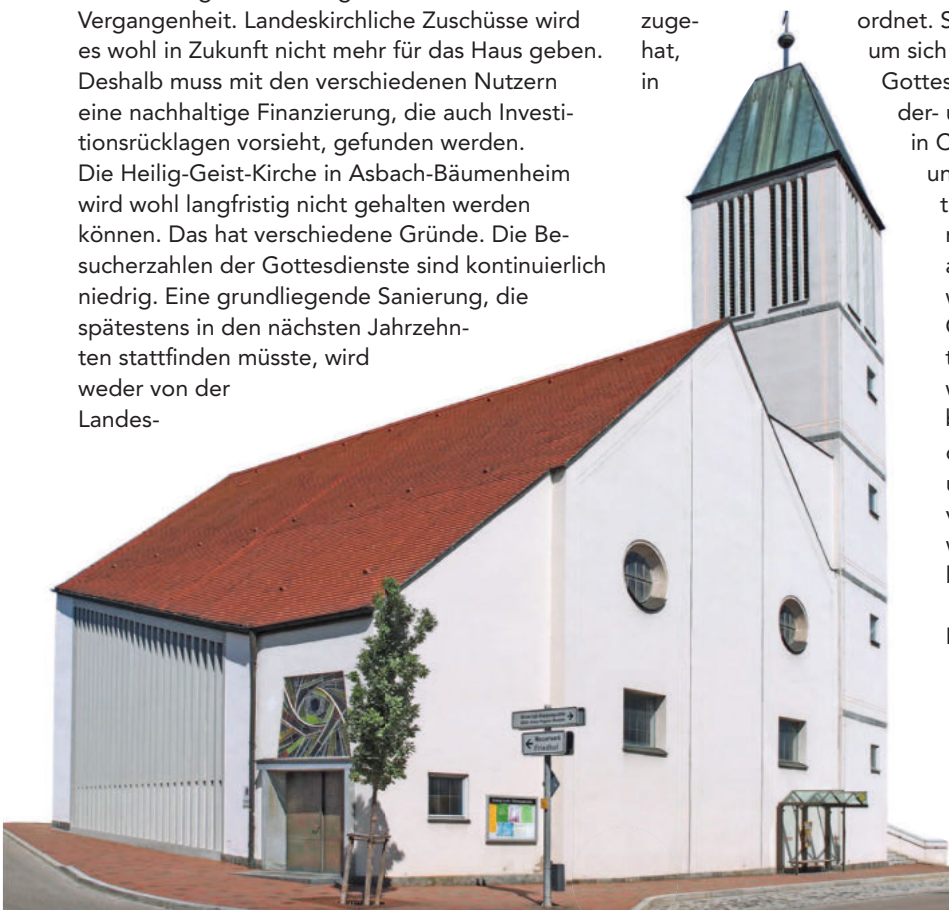 Vergangenheit. Landeskirchliche Zuschüsse wird
es wohl in Zukunft nicht mehr für das Haus geben.
Deshalb muss mit den verschiedenen Nutzern
eine nachhaltige Finanzierung, die auch Investi-
tionsrücklagen vorsieht, gefunden werden.
Die Heilig-Geist-Kirche in Asbach-Bäumenheim
wird wohl langfristig nicht gehalten werden
können. Das hat verschiedene Gründe. Die Be-
sucherzahlen der Gottesdienste sind kontinuierlich
niedrig. Eine grundliegende Sanierung, die
spätestens in den nächsten Jahrzehn-
ten stattfinden müsste, wird
weder von der
Landes-
zuge-
hat,
in
ordnet.
um sich
der-
in
Friedhof